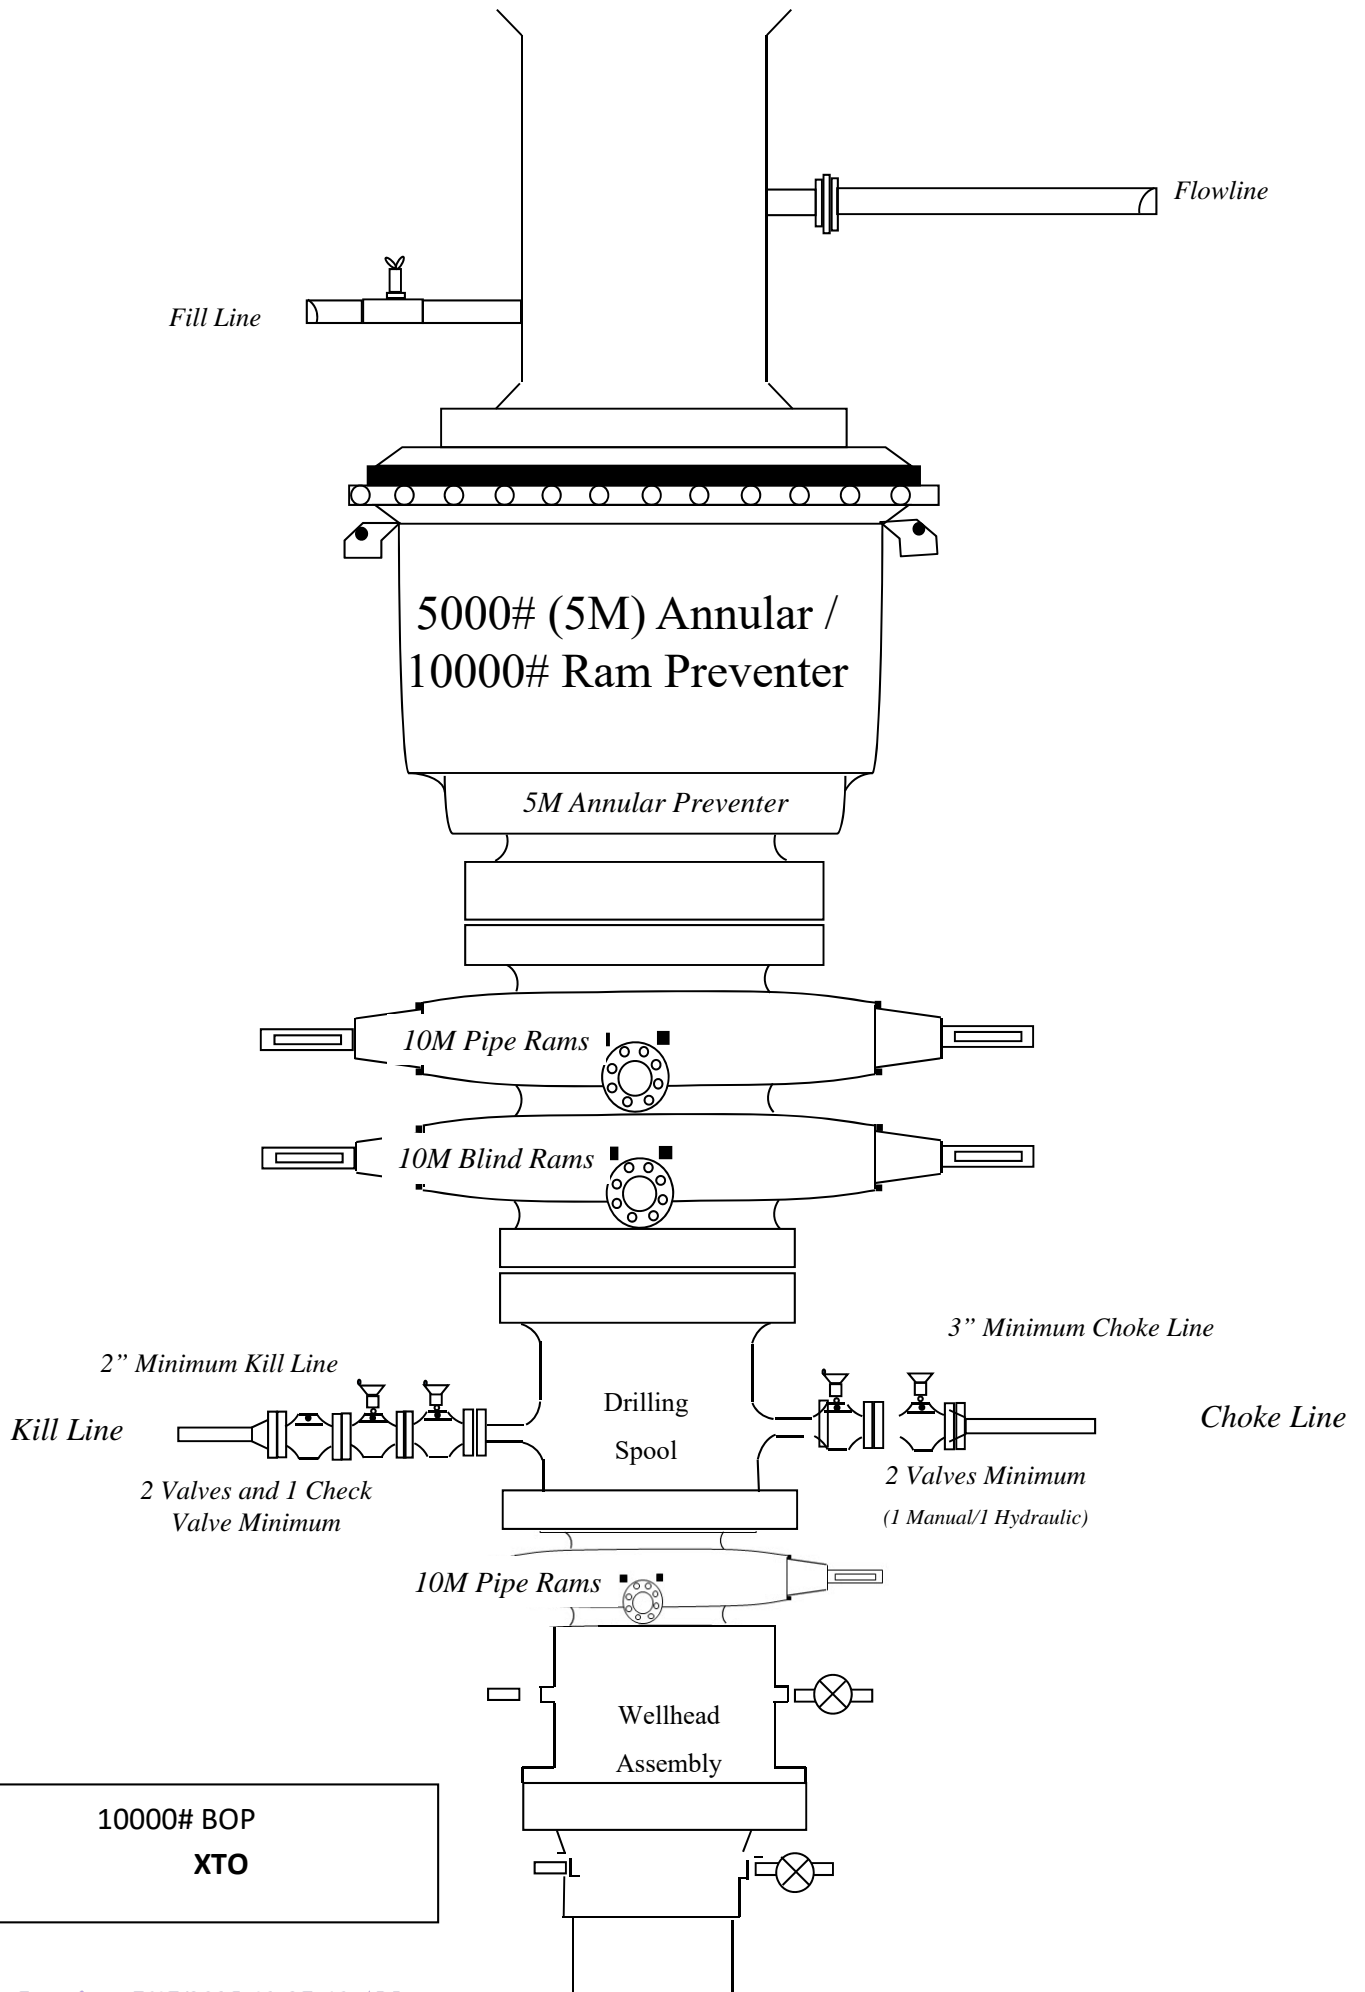 Flowline
Fill Line
5000# (5M) Annular /
10000# Ram Preventer
5M Annular Preventer
10M Pipe Rams
10M Blind Rams
3” Minimum Choke Line
2” Minimum Kill Line
Drilling
Spool
Kill Line
Choke Line
2 Valves Minimum
(1 Manual/1 Hydraulic)
2 Valves and 1 Check
Valve Minimum
10M Pipe Rams
Wellhead
Assembly
10000# BOP
XTO